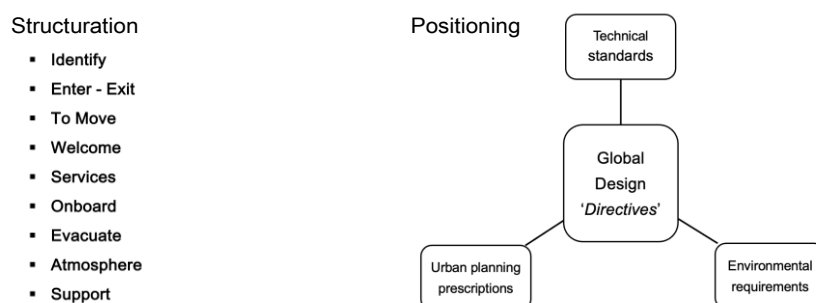 Structuration
▪ Identify
▪ Enter - Exit
▪ To Move
▪ Welcome
▪ Services
▪ Onboard
▪ Evacuate
▪ Atmosphere
▪ Support
Positioning
Technical
standards
Global
Design
'Directives'
Urban planning
prescriptions
Environmental
requirements